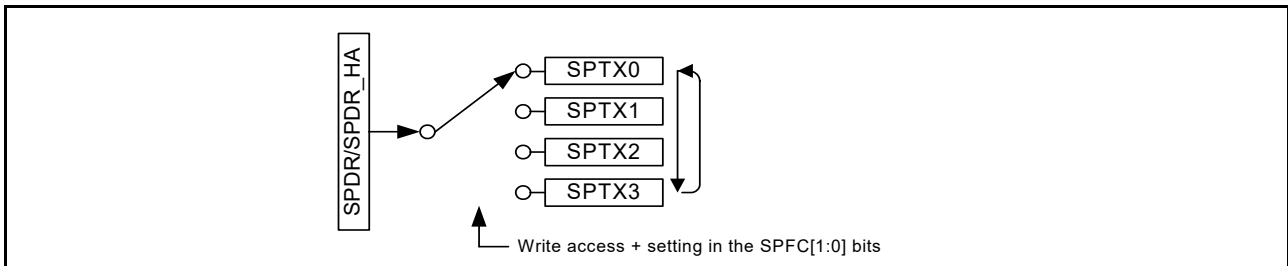 SPDR/SPDR_HA
SPTX0
SPTX1
SPTX2
SPTX3
Write access + setting in the SPFC[1:0] bits